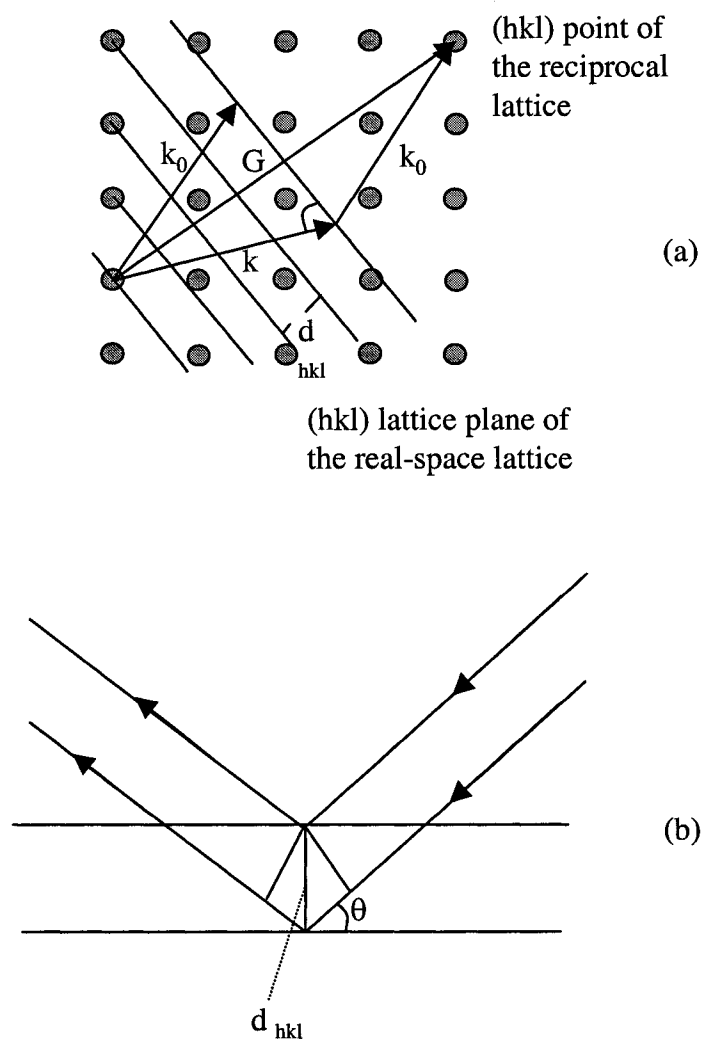 (hkl) point of
the reciprocal
lattice
k₀
G
k₀
k
(a)
d
hkl
(hkl) lattice plane of
the real-space lattice
(b)
θ
d hkl